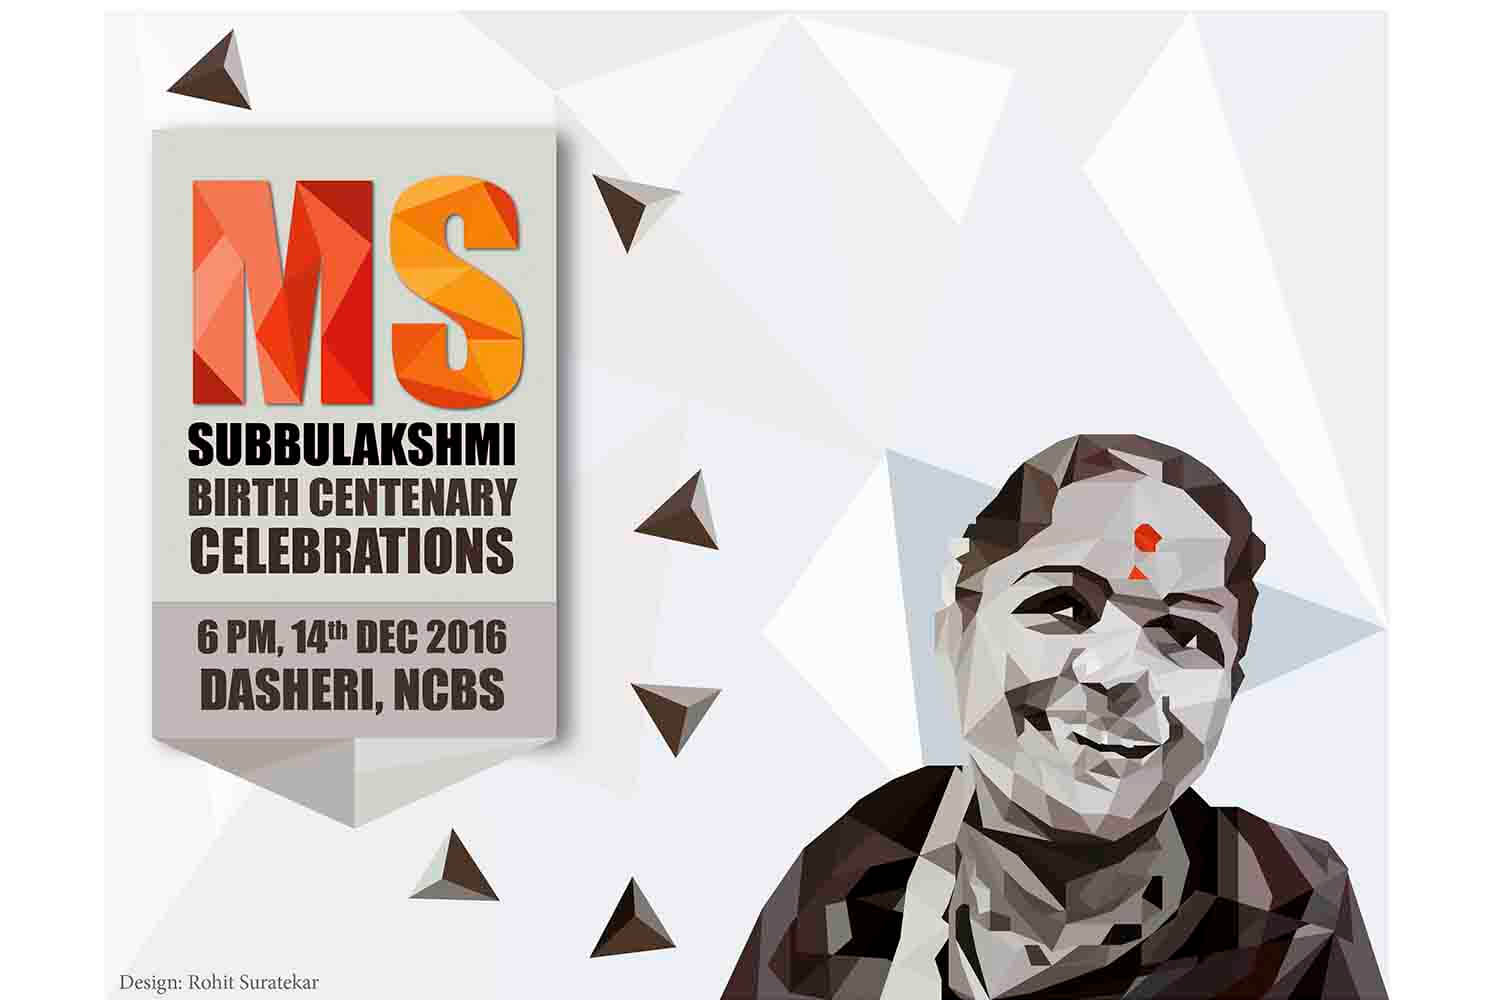 MS
SUBBULAKSHMI
BIRTH CENTENARY
CELEBRATIONS
6 PM, 14th DEC 2016
DASHERI, NCBS
Design: Rohit Suratekar